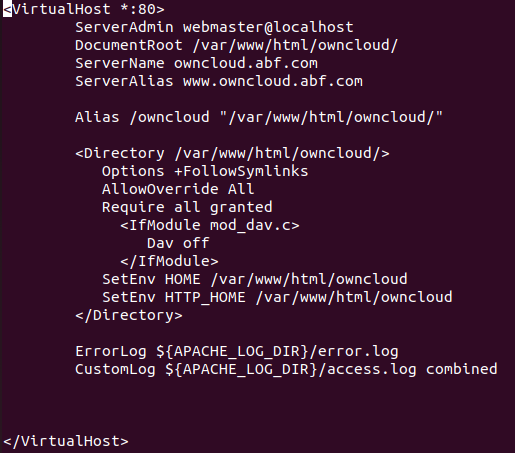 <VirtualHost *:80>
ServerAdmin webmaster@localhost
DocumentRoot /var/www/html/owncloud/
ServerName owncloud.abf.com
ServerAlias www.owncloud.abf.com
Alias /owncloud "/var/www/html/owncloud/"
<Directory /var/www/html/owncloud/>
Options +FollowSymlinks
AllowOverride All
Require all granted
<IfModule mod_dav.c>
Dav off
</IfModule>
SetEnv HOME /var/www/html/owncloud
SetEnv HTTP_HOME /var/www/html/owncloud
</Directory>
ErrorLog ${APACHE_LOG_DIR}/error.log
CustomLog ${APACHE_LOG_DIR}/access.log combined
</VirtualHost>